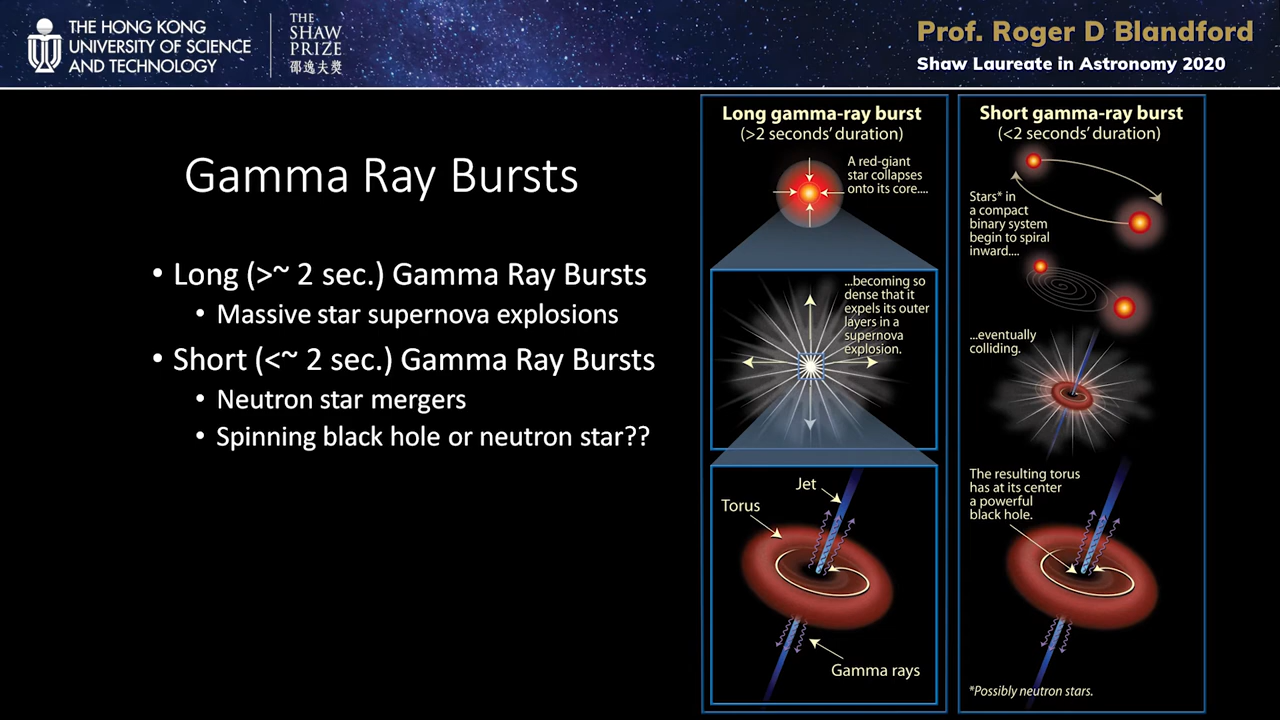 THE HONG KONG
UNIVERSITY OF SCIENCE
AND TECHNOLOGY
THE
SHAW
PRIZE
邵逸夫獎
Prof. Roger D Blandford
Shaw Laureate in Astronomy 2020
Gamma Ray Bursts
• Long (>~ 2 sec.) Gamma Ray Bursts
• Massive star supernova explosions
• Short (<~ 2 sec.) Gamma Ray Bursts
• Neutron star mergers
• Spinning black hole or neutron star??
Long gamma-ray burst
(>2 seconds’ duration)
A red-giant
star collapses
onto its core....
...becoming so
dense that it
expels its outer
layers in a
supernova
explosion.
Jet
Torus
Gamma rays
Short gamma-ray burst
(<2 seconds’ duration)
Stars* in
a compact
binary system
begin to spiral
inward....
...eventually
colliding.
The resulting torus
has at its center
a powerful
black hole.
*Possibly neutron stars.